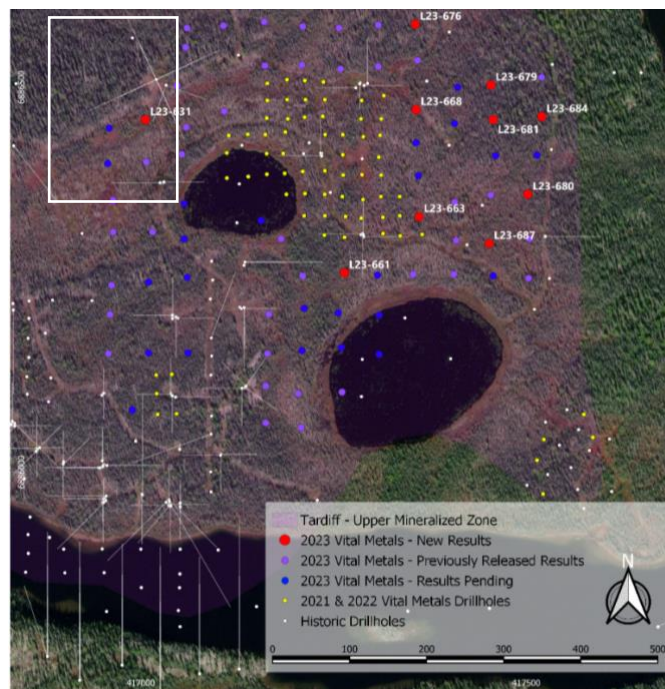 L23-676
L23-679
L23-668
L23-684
L23-631
L23-681
L23-680
L23-663
L23-687
L23-661
Tardiff - Upper Mineralized Zone
2023 Vital Metals - New Results
2023 Vital Metals - Previously Released Results
2023 Vital Metals - Results Pending
2021 & 2022 Vital Metals Drillholes
Historic Drillholes
N
0 100 200 300 400 500
417000
417500